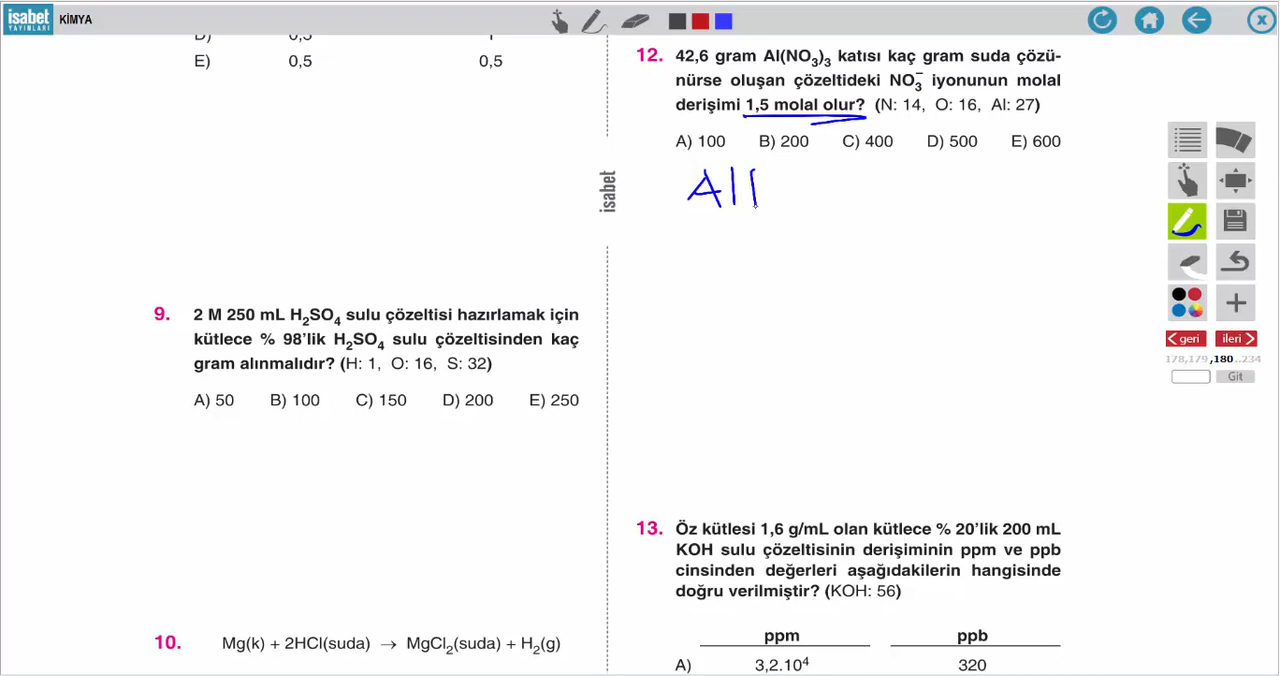 isabet
YAYINLARI
KİMYA
E) 0,5 0,5
9. 2 M 250 mL H₂SO₄ sulu çözeltisi hazırlamak için
kütlece % 98'lik H₂SO₄ sulu çözeltisinden kaç
gram alınmalıdır? (H: 1, O: 16, S: 32)
A) 50 B) 100 C) 150 D) 200 E) 250
10. Mg(k) + 2HCl(suda) → MgCl₂(suda) + H₂(g)
isabet
12. 42,6 gram Al(NO₃)₃ katısı kaç gram suda çözü-
nürse oluşan çözeltideki NO₃⁻ iyonunun molal
derişimi 1,5 molal olur? (N: 14, O: 16, Al: 27)
A) 100 B) 200 C) 400 D) 500 E) 600
All
13. Öz kütlesi 1,6 g/mL olan kütlece % 20'lik 200 mL
KOH sulu çözeltisinin derişiminin ppm ve ppb
cinsinden değerleri aşağıdakilerin hangisinde
doğru verilmiştir? (KOH: 56)
ppm ppb
A) 3,2.10⁴ 320
geri ileri
178,179,180..234
Git